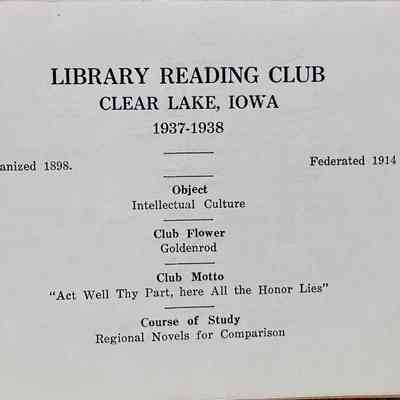 LIBRARY READING CLUB
CLEAR LAKE, IOWA
1937-1938
anized 1898. Federated 1914
Object
Intellectual Culture
Club Flower
Goldenrod
Club Motto
"Act Well Thy Part, here All the Honor Lies"
Course of Study
Regional Novels for Comparison